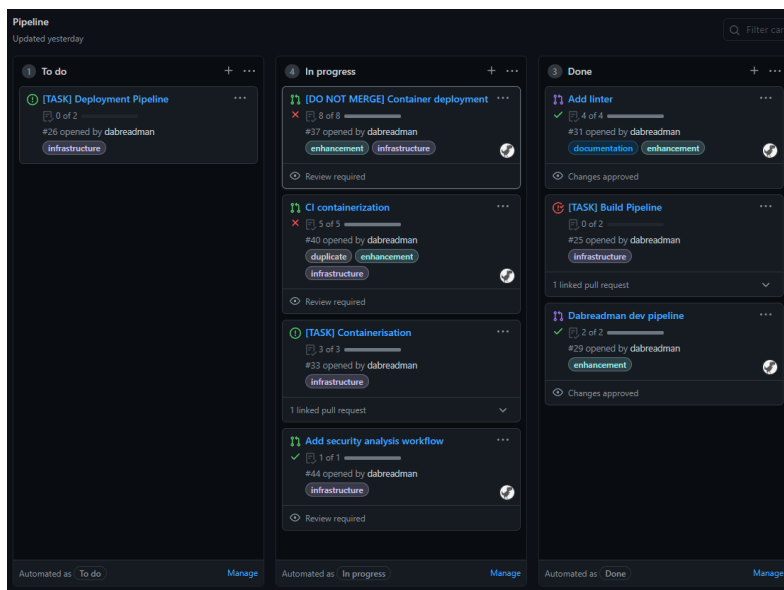 Pipeline
Updated yesterday
Filter car
1 To do
[TASK] Deployment Pipeline
0 of 2
#26 opened by dabreadman
infrastructure
Automated as To do
Manage
4 In progress
[DO NOT MERGE] Container deployment
8 of 8
#37 opened by dabreadman
enhancement infrastructure
Review required
CI containerization
5 of 5
#40 opened by dabreadman
duplicate enhancement
infrastructure
Review required
[TASK] Containerisation
3 of 3
#33 opened by dabreadman
infrastructure
1 linked pull request
Add security analysis workflow
1 of 1
#44 opened by dabreadman
infrastructure
Review required
Automated as In progress
Manage
3 Done
Add linter
4 of 4
#31 opened by dabreadman
documentation enhancement
Changes approved
[TASK] Build Pipeline
0 of 2
#25 opened by dabreadman
infrastructure
1 linked pull request
Dabreadman dev pipeline
2 of 2
#29 opened by dabreadman
enhancement
Changes approved
Automated as Done
Manage